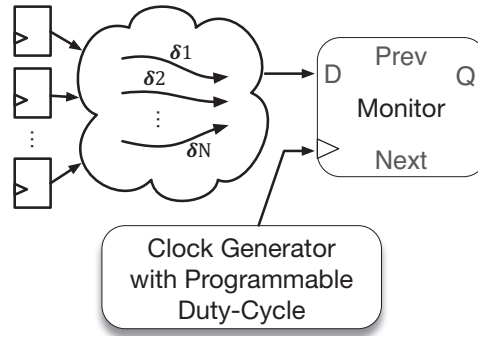 δ1
δ2
⋮
δN
⋮
Prev
D
Q
Monitor
Next
Clock Generator
with Programmable
Duty-Cycle